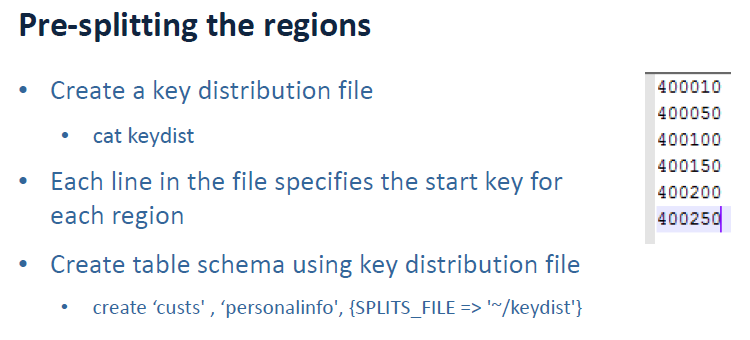 Pre-splitting the regions
• Create a key distribution file
• cat keydist
• Each line in the file specifies the start key for
each region
• Create table schema using key distribution file
• create ‘custs' , ‘personalinfo', {SPLITS_FILE => '~/keydist'}
400010
400050
400100
400150
400200
400250